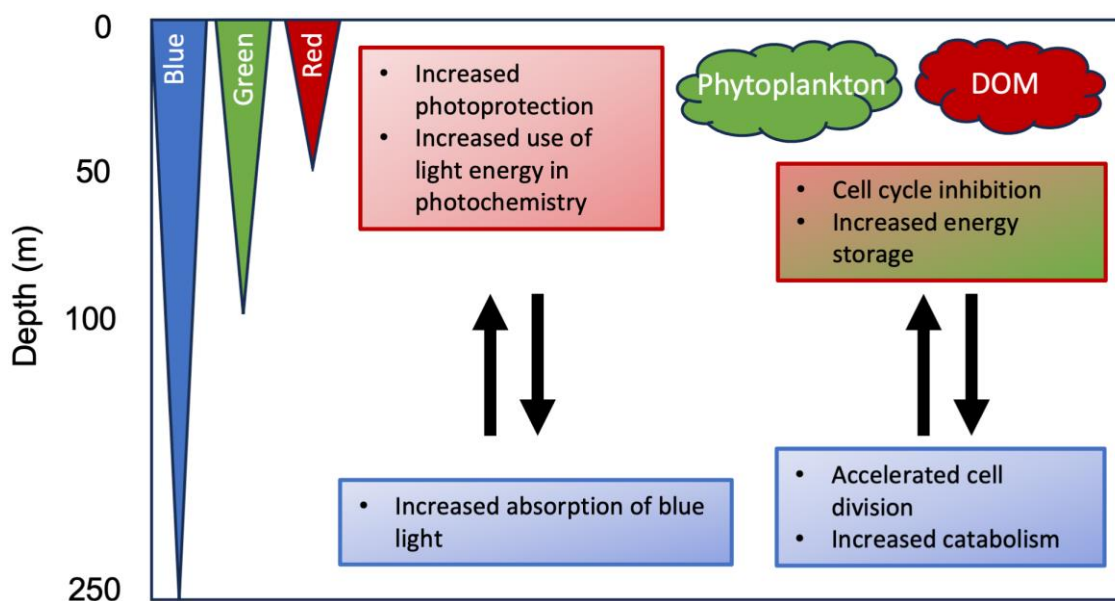 0
50
100
250
Depth (m)
Blue
Green
Red
• Increased
photoprotection
• Increased use of
light energy in
photochemistry
Phytoplankton
DOM
• Cell cycle inhibition
• Increased energy
storage
• Increased absorption of blue
light
• Accelerated cell
division
• Increased catabolism